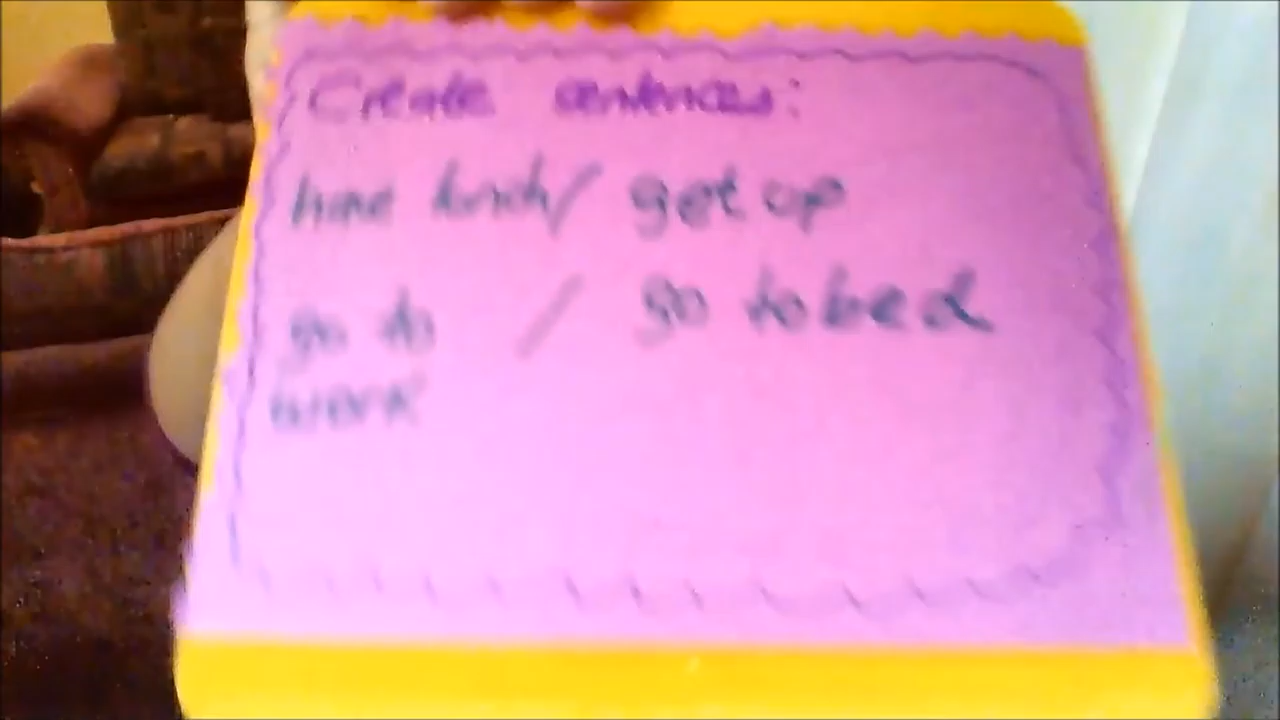 Create sentences:
have lunch / get up
go to / go to bed
work